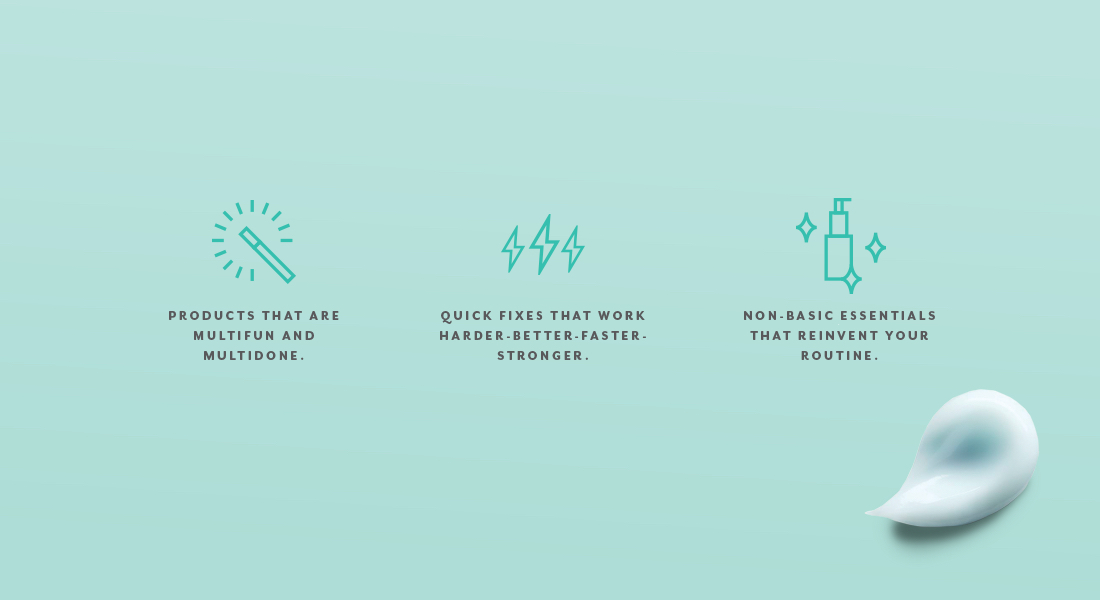 PRODUCTS THAT ARE
MULTIFUN AND
MULTIDONE.
QUICK FIXES THAT WORK
HARDER-BETTER-FASTER-
STRONGER.
NON-BASIC ESSENTIALS
THAT REINVENT YOUR
ROUTINE.